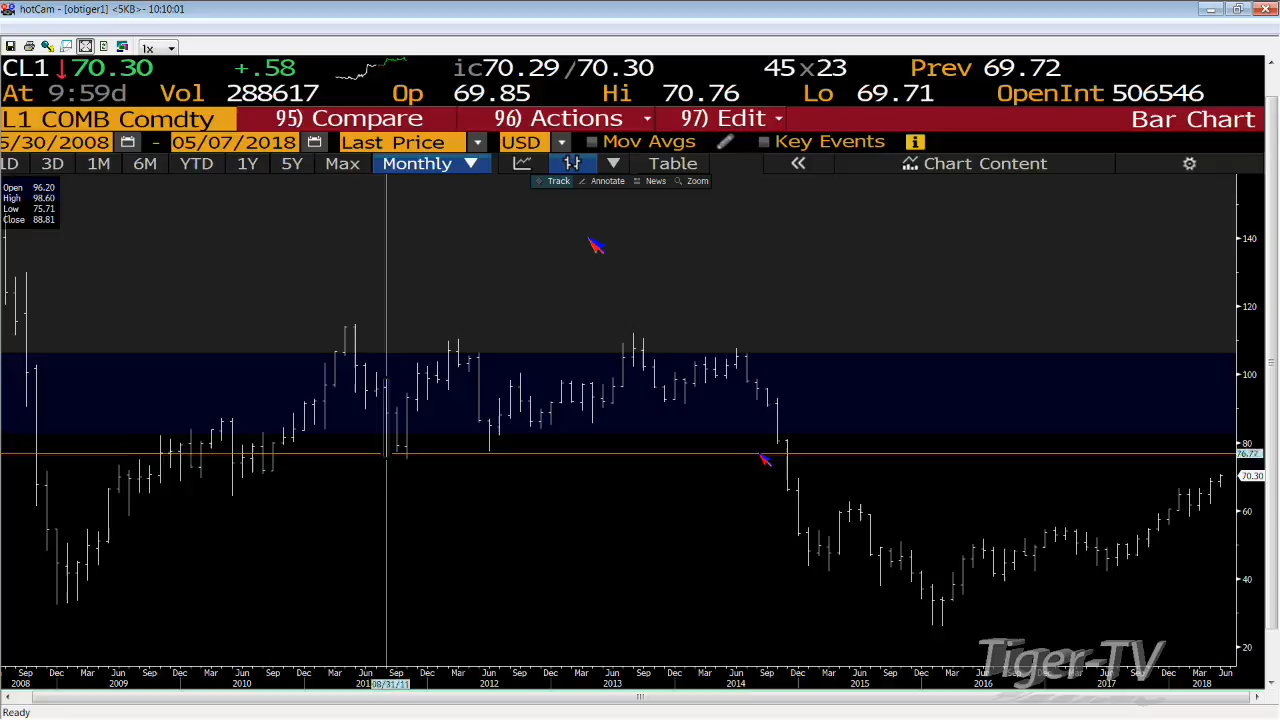 hotCam - [obtiger1] <5KB> - 10:10:01
1x
CL1 ↓70.30 +.58 ic70.29/70.30 45x23 Prev 69.72
At 9:59d Vol 288617 Op 69.85 Hi 70.76 Lo 69.71 OpenInt 506546
L1 COMB Comdty 95) Compare 96) Actions 97) Edit Bar Chart
5/30/2008 - 05/07/2018 Last Price USD Mov Avgs Key Events
1D 3D 1M 6M YTD 1Y 5Y Max Monthly ▼ Table « Chart Content
Track Annotate News Zoom
Open 96.20
High 98.60
Low 75.71
Close 88.81
140
120
100
80
76.77
70.30
60
40
20
Tiger-TV
Sep Dec Mar Jun Sep Dec Mar Jun Sep Dec Mar Jun Sep Dec Mar Jun Sep Dec Mar Jun Sep Dec Mar Jun Sep Dec Mar Jun Sep Dec Mar Jun Sep Dec Mar Jun Sep Dec Mar Jun
2008 2009 2010 201 08/31/11 2012 2013 2014 2015 2016 2017 2018
Ready